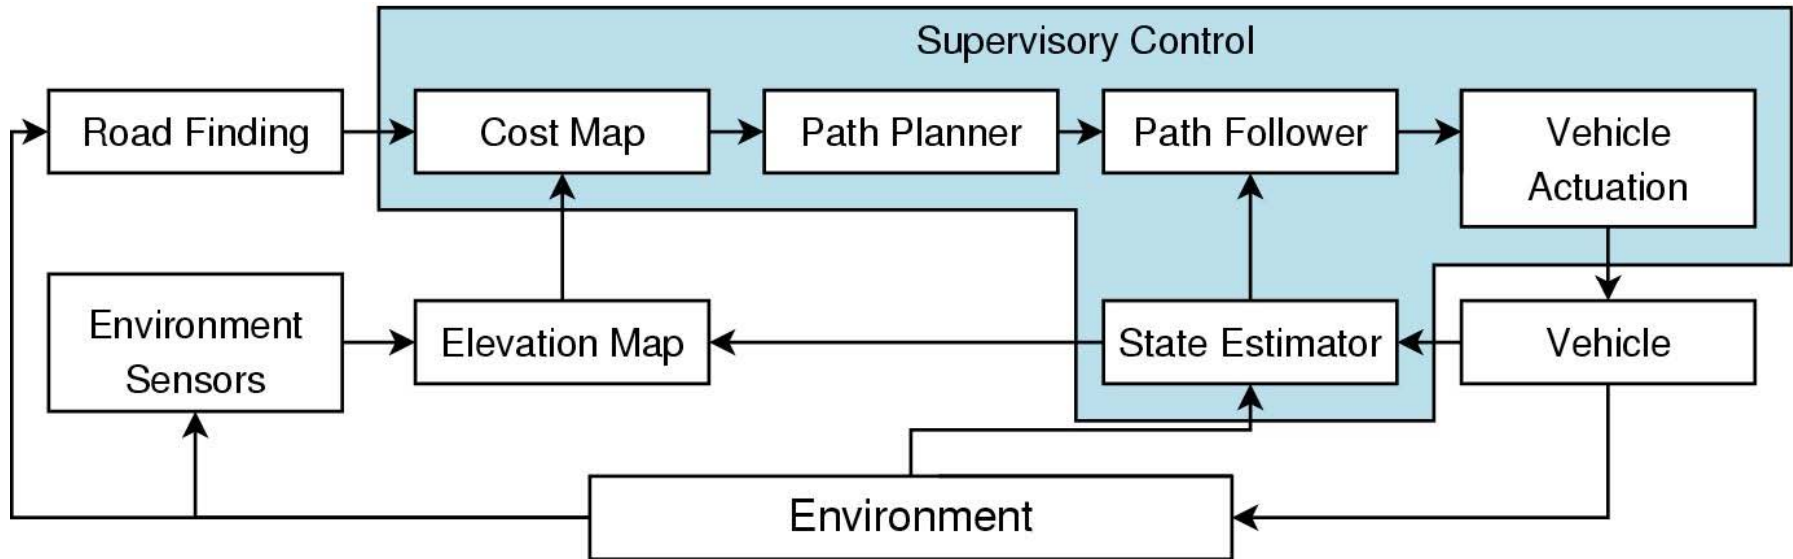 Supervisory Control
Road Finding
Cost Map
Path Planner
Path Follower
Vehicle
Actuation
Environment
Sensors
Elevation Map
State Estimator
Vehicle
Environment